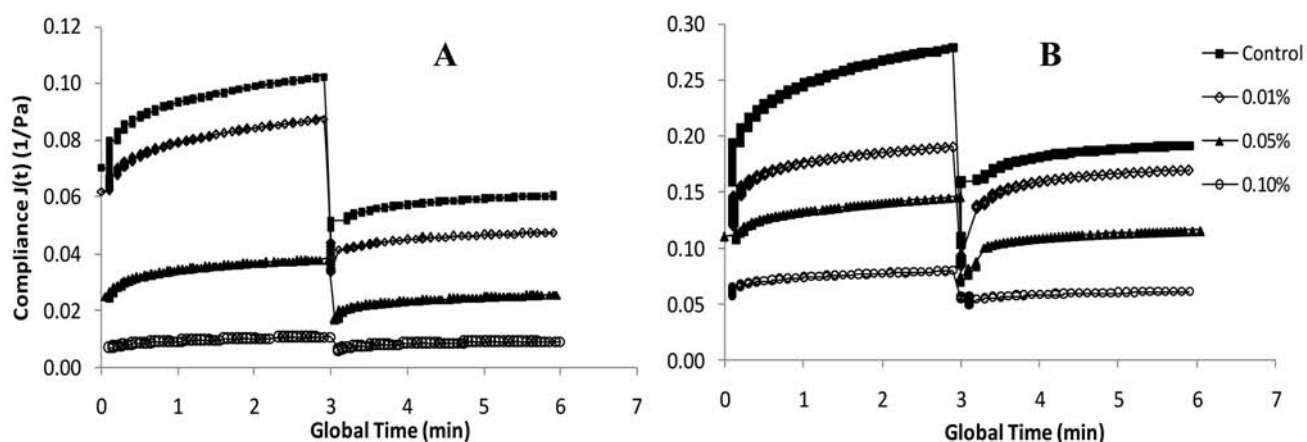 Compliance J(t) (1/Pa)
0.12
0.10
0.08
0.06
0.04
0.02
0.00
A
0 1 2 3 4 5 6 7
Global Time (min)
0.30
0.25
0.20
0.15
0.10
0.05
0.00
B
0 1 2 3 4 5 6 7
Global Time (min)
Control
0.01%
0.05%
0.10%